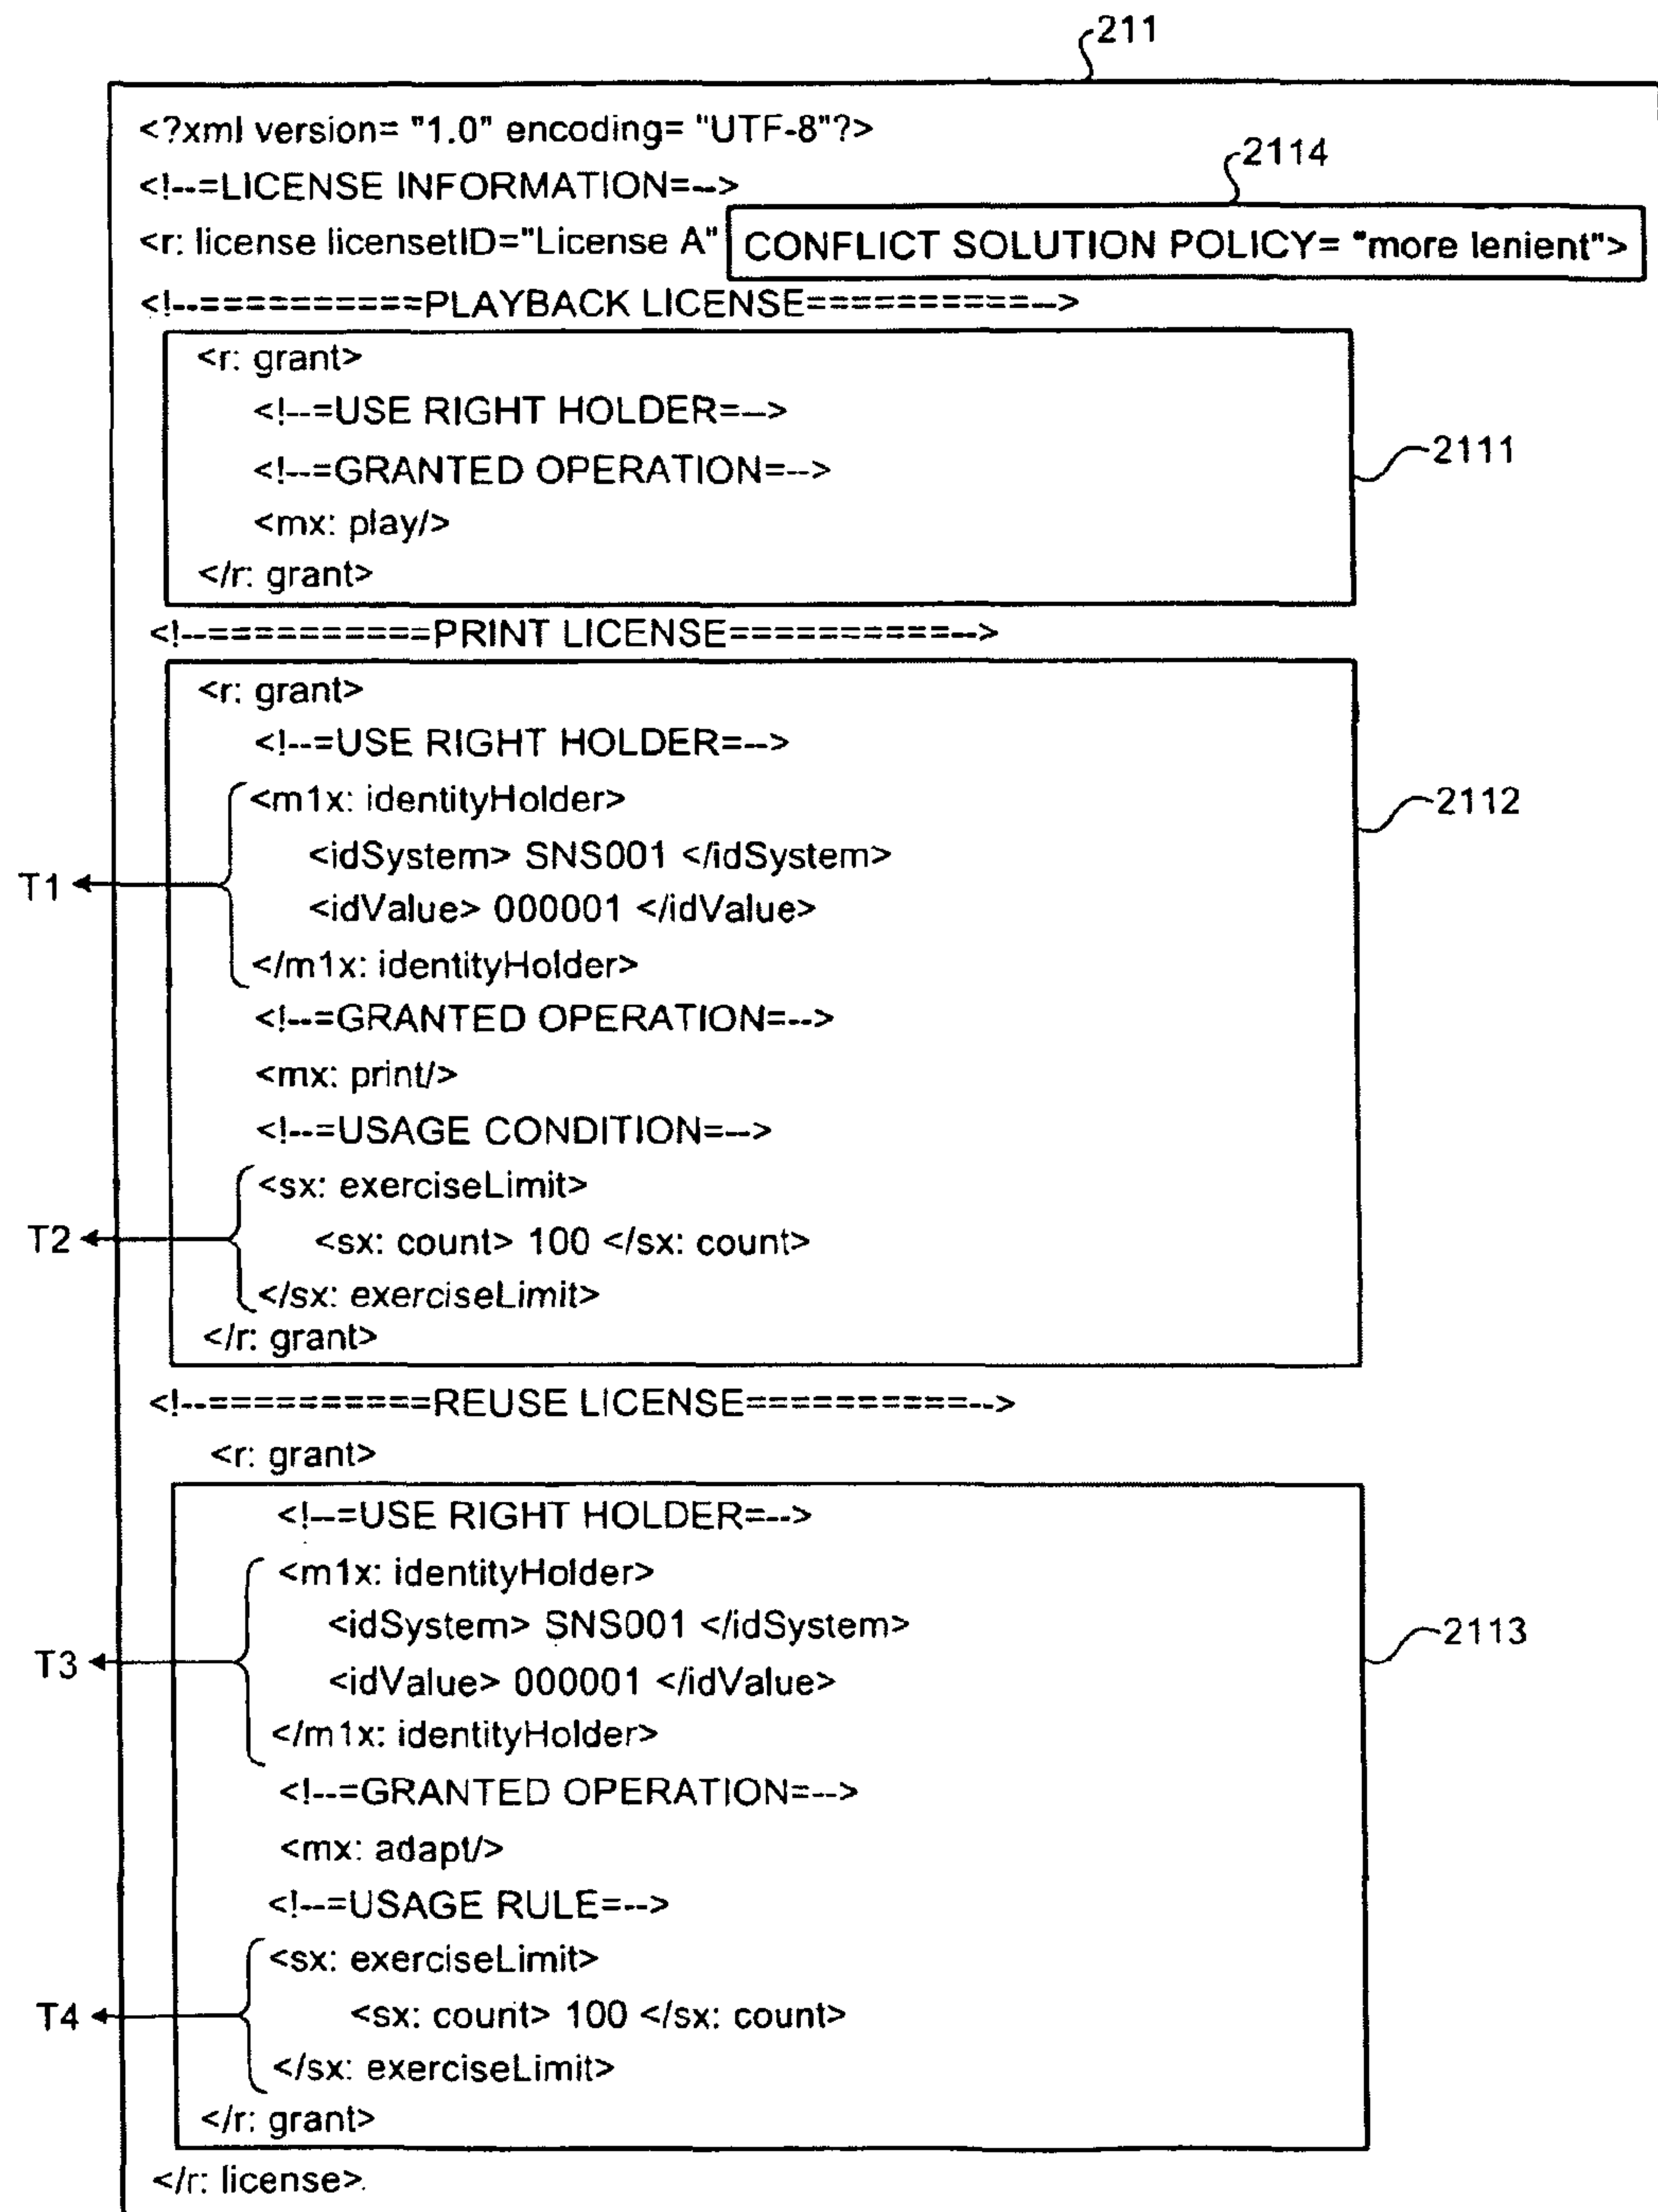 211
<?xml version= "1.0" encoding= "UTF-8"?>
2114
<!--=LICENSE INFORMATION=-->
<r: license licensetID="License A" CONFLICT SOLUTION POLICY= "more lenient">
<!--==========PLAYBACK LICENSE==========-->
<r: grant>
<!--=USE RIGHT HOLDER=-->
2111
<!--=GRANTED OPERATION=-->
<mx: play/>
</r: grant>
<!--==========PRINT LICENSE==========-->
<r: grant>
<!--=USE RIGHT HOLDER=-->
<m1x: identityHolder>
2112
<idSystem> SNS001 </idSystem>
T1
<idValue> 000001 </idValue>
</m1x: identityHolder>
<!--=GRANTED OPERATION=-->
<mx: print/>
<!--=USAGE CONDITION=-->
<sx: exerciseLimit>
T2
<sx: count> 100 </sx: count>
</sx: exerciseLimit>
</r: grant>
<!--==========REUSE LICENSE==========-->
<r: grant>
<!--=USE RIGHT HOLDER=-->
<m1x: identityHolder>
<idSystem> SNS001 </idSystem>
2113
T3
<idValue> 000001 </idValue>
</m1x: identityHolder>
<!--=GRANTED OPERATION=-->
<mx: adapt/>
<!--=USAGE RULE=-->
<sx: exerciseLimit>
T4
<sx: count> 100 </sx: count>
</sx: exerciseLimit>
</r: grant>
</r: license>